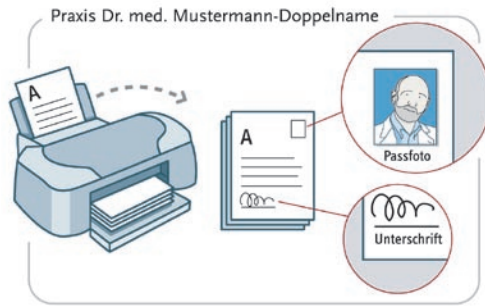 Praxis Dr. med. Mustermann-Doppelname
A
A
Passfoto
Unterschrift